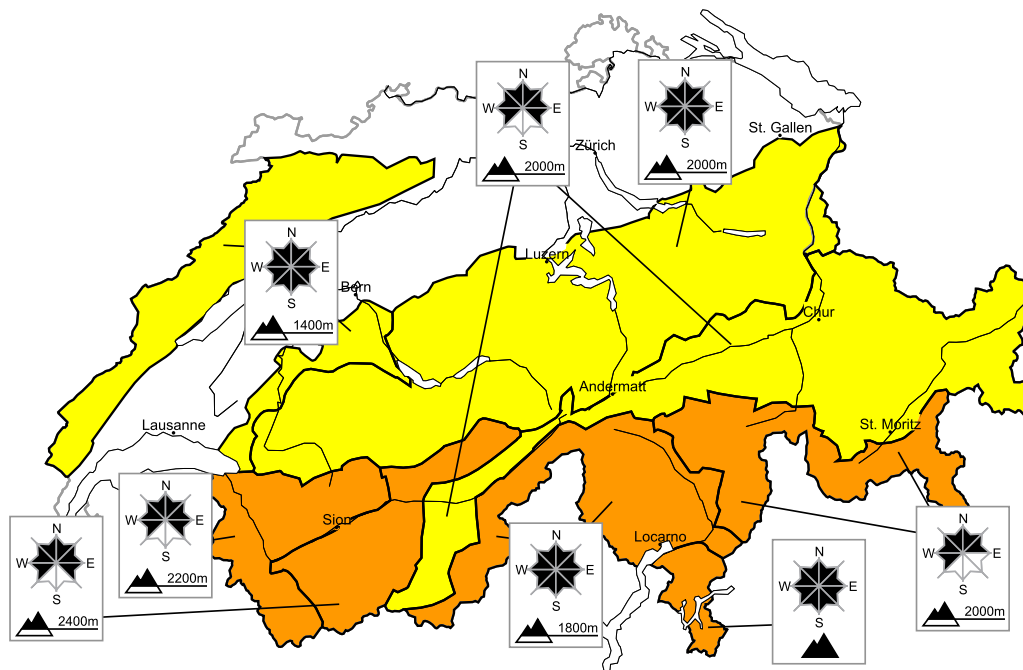 N
W E
S
2000m
N
W E
S
2000m
St. Gallen
Zürich
N
W E
S
1400m
Luzern
Bern
Chur
Andermatt
Lausanne
St. Moritz
N
W E
S
2200m
N
W E
S
2400m
Sion
N
W E
S
1800m
Locarno
N
W E
S
N
W E
S
2000m